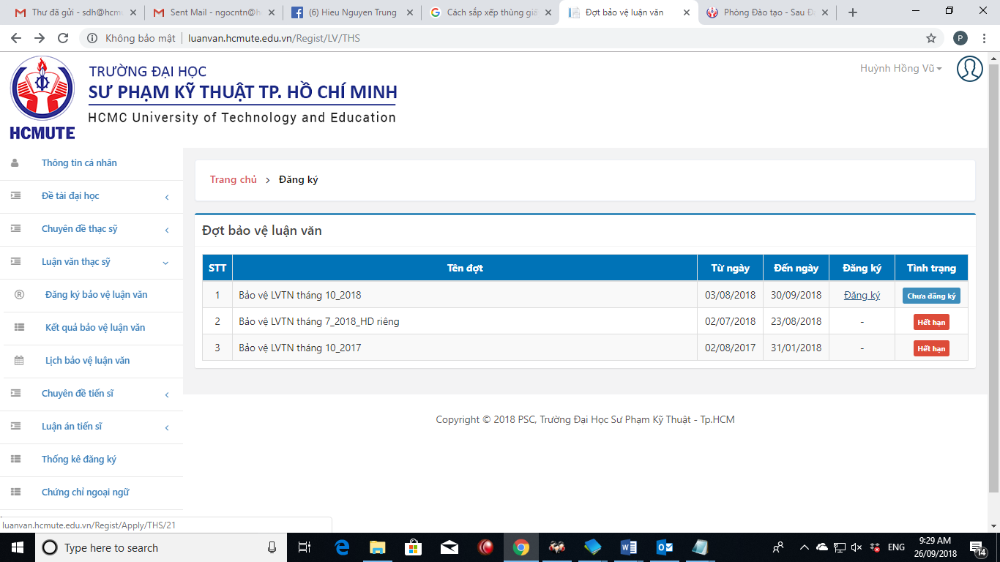 Thư đã gửi - sdh@hcm
Sent Mail - ngocntn@h
(6) Hieu Nguyen Trung
Cách sắp xếp thùng giấ
Đợt bảo vệ luận văn
Phòng Đào tạo - Sau Đ
Không bảo mật | luanvan.hcmute.edu.vn/Regist/LV/THS
P
HCMUTE
TRƯỜNG ĐẠI HỌC
SƯ PHẠM KỸ THUẬT TP. HỒ CHÍ MINH
HCMC University of Technology and Education
Huỳnh Hồng Vũ
Thông tin cá nhân
Đề tài đại học
Chuyên đề thạc sỹ
Luận văn thạc sỹ
Đăng ký bảo vệ luận văn
Kết quả bảo vệ luận văn
Lịch bảo vệ luận văn
Chuyên đề tiến sĩ
Luận án tiến sĩ
Thống kê đăng ký
Chứng chỉ ngoại ngữ
Trang chủ > Đăng ký
Đợt bảo vệ luận văn
STT Tên đợt Từ ngày Đến ngày Đăng ký Tình trạng
1 Bảo vệ LVTN tháng 10_2018 03/08/2018 30/09/2018 Đăng ký Chưa đăng ký
2 Bảo vệ LVTN tháng 7_2018_HD riêng 02/07/2018 23/08/2018 - Hết hạn
3 Bảo vệ LVTN tháng 10_2017 02/08/2017 31/01/2018 - Hết hạn
Copyright © 2018 PSC, Trường Đại Học Sư Phạm Kỹ Thuật - Tp.HCM
luanvan.hcmute.edu.vn/Regist/Apply/THS/21
Type here to search
ENG
9:29 AM
26/09/2018
14